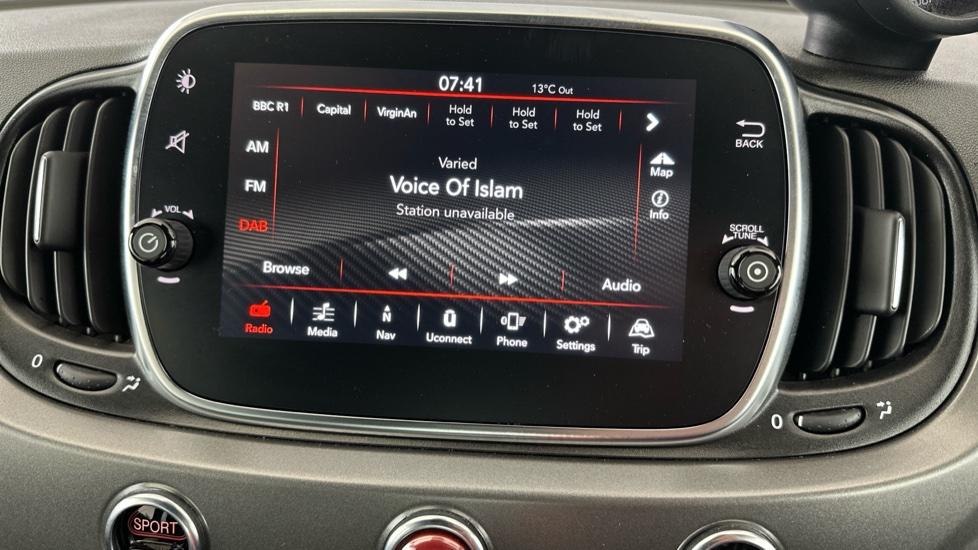 07:41 13°C Out
BBC R1 Capital VirginAn Hold to Set Hold to Set Hold to Set
AM
FM
DAB
Varied
Voice Of Islam
Station unavailable
Map
Info
Browse Audio
Radio Media Nav Uconnect Phone Settings Trip
N
VOL
BACK
SCROLL
TUNE
0
0
SPORT